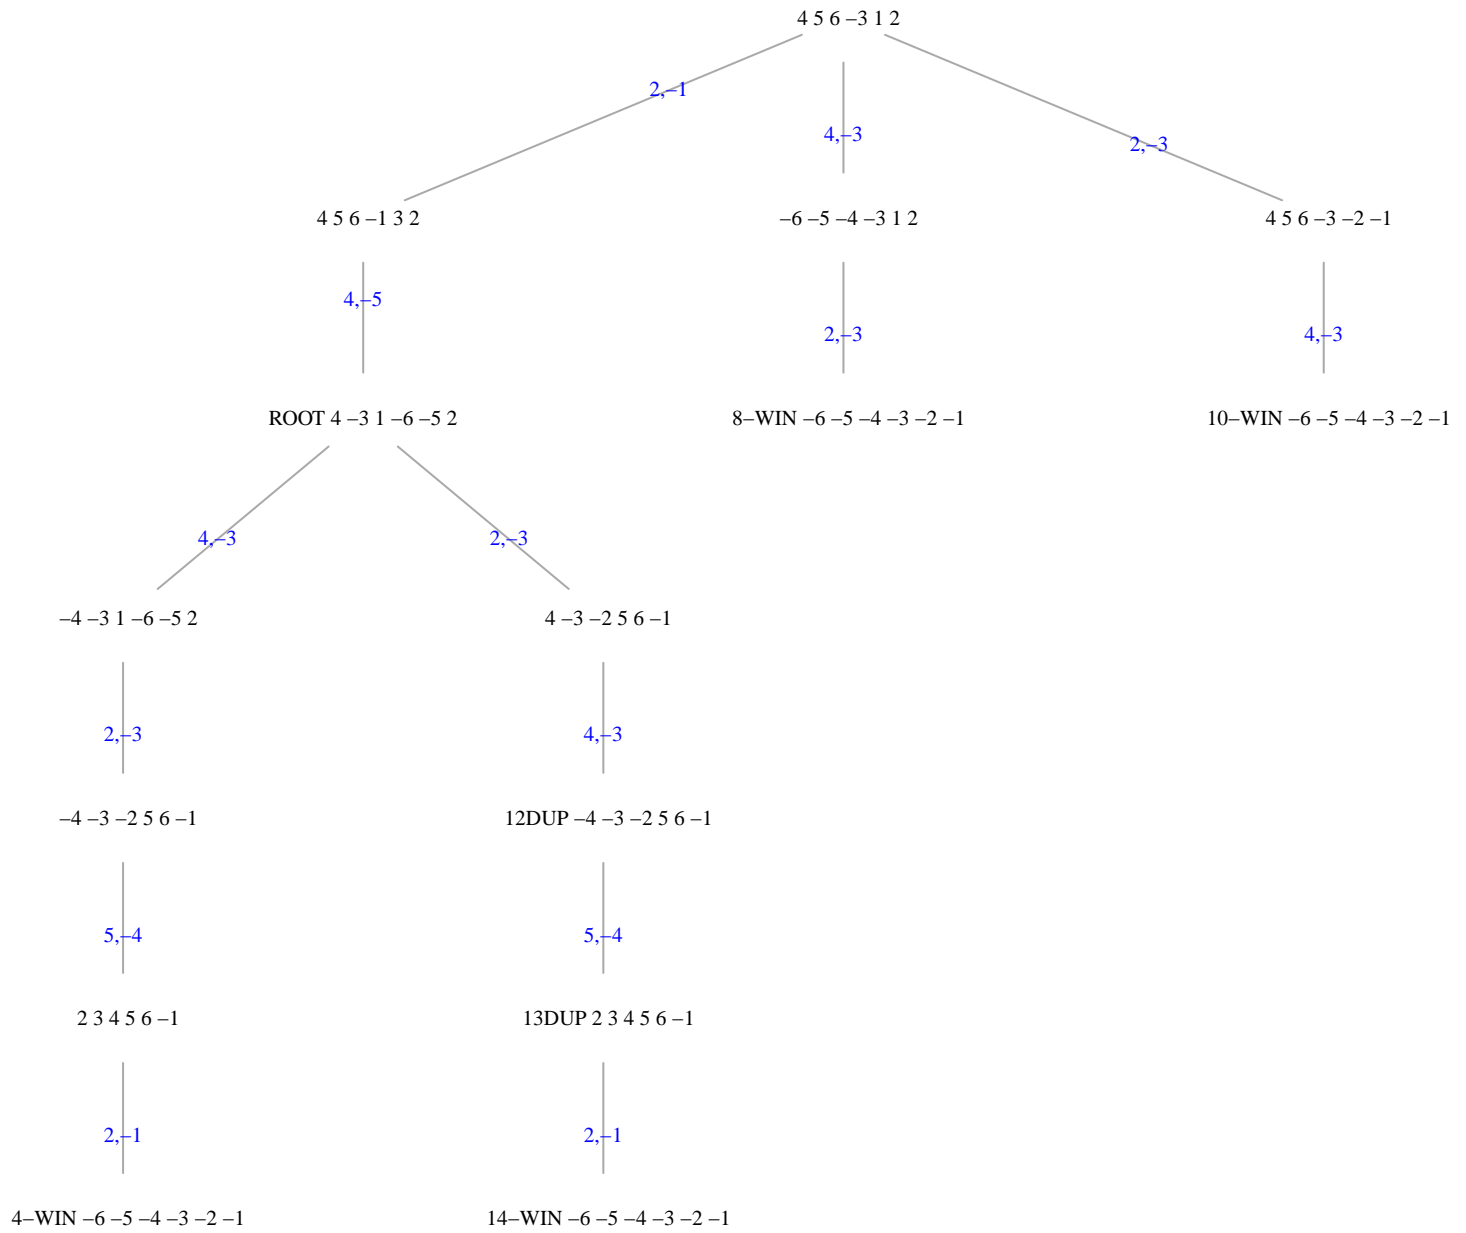 4 5 6 –3 1 2
2,–1
4,–3
2,–3
4 5 6 –1 3 2
–6 –5 –4 –3 1 2
4 5 6 –3 –2 –1
4,–5
2,–3
4,–3
ROOT 4 –3 1 –6 –5 2
8–WIN –6 –5 –4 –3 –2 –1
10–WIN –6 –5 –4 –3 –2 –1
4,–3
2,–3
–4 –3 1 –6 –5 2
4 –3 –2 5 6 –1
2,–3
4,–3
–4 –3 –2 5 6 –1
12DUP –4 –3 –2 5 6 –1
5,–4
5,–4
2 3 4 5 6 –1
13DUP 2 3 4 5 6 –1
2,–1
2,–1
4–WIN –6 –5 –4 –3 –2 –1
14–WIN –6 –5 –4 –3 –2 –1